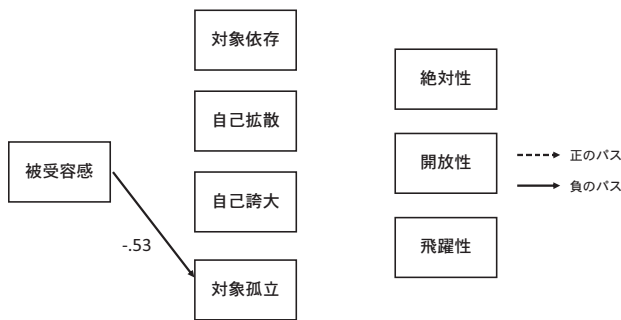 対象依存
自己拡散
自己誇大
対象孤立
被受容感
-.53
絶対性
開放性
飛躍性
正のパス
負のパス